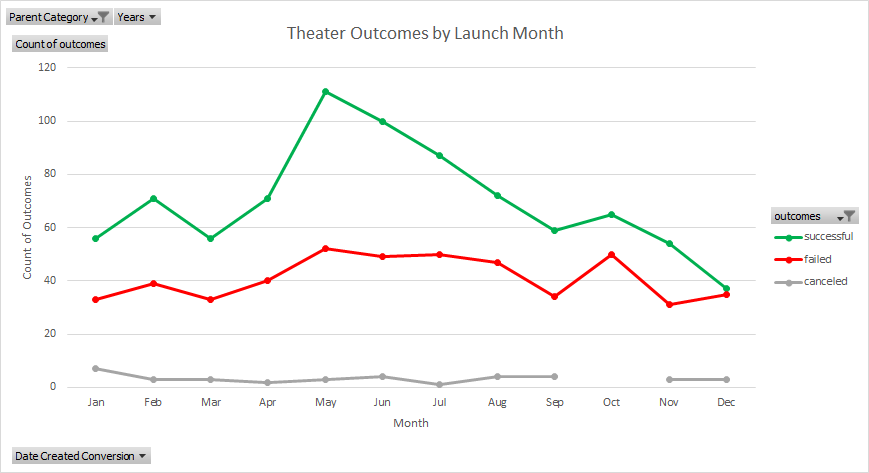 Parent Category Years
Theater Outcomes by Launch Month
Count of outcomes
120
100
80
60
40
20
0
Count of Outcomes
Jan Feb Mar Apr May Jun Jul Aug Sep Oct Nov Dec
Month
outcomes
successful
failed
canceled
Date Created Conversion